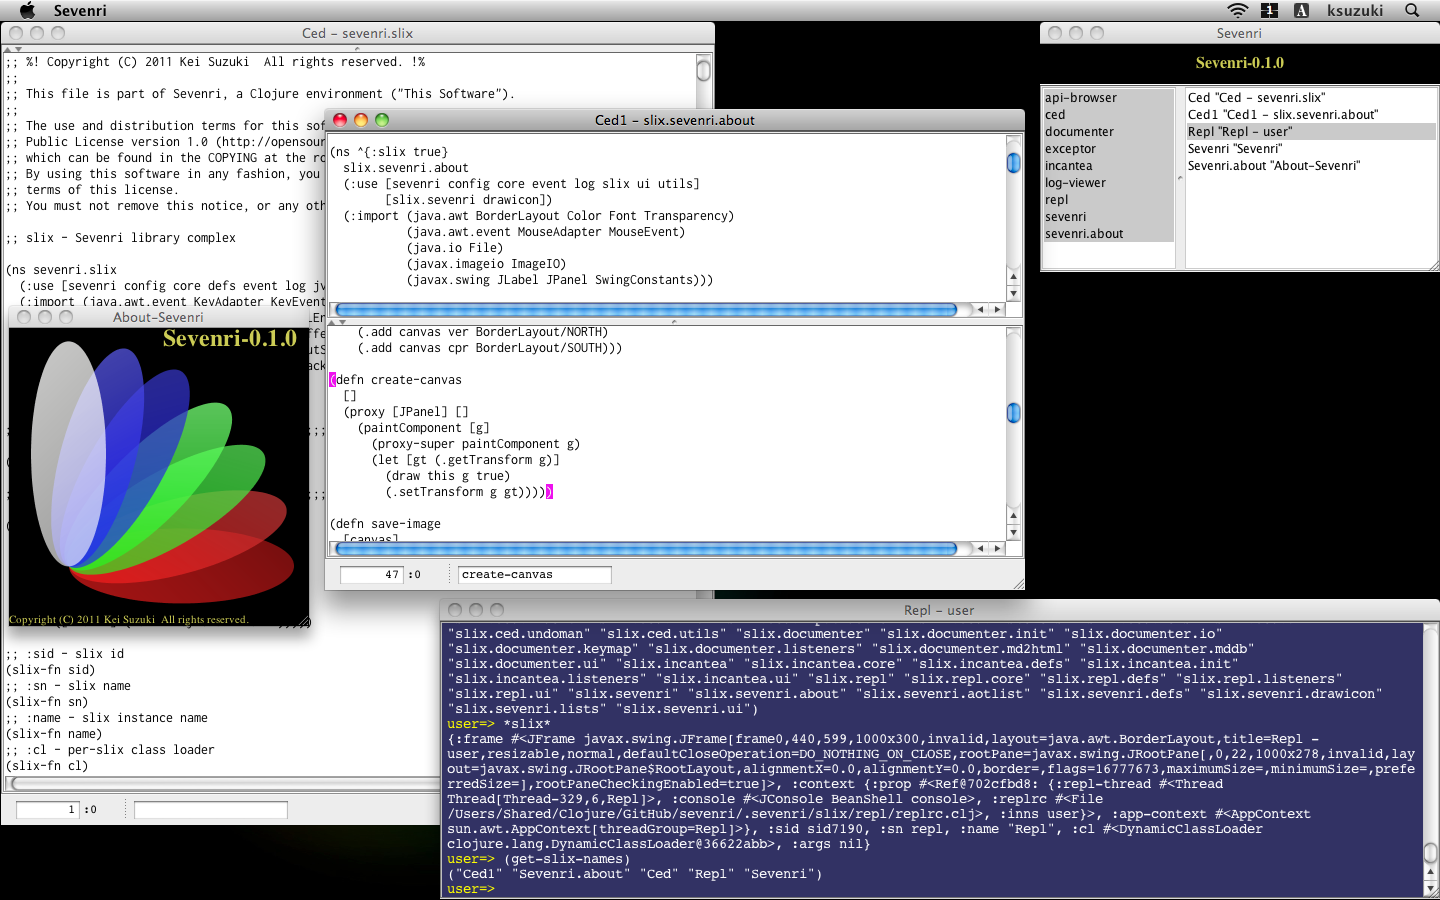 Sevenri
ksuzuki
Ced – sevenri.slix
;; %! Copyright (C) 2011 Kei Suzuki  All rights reserved. !%
;;
;; This file is part of Sevenri, a Clojure environment ("This Software").
;;
;; The use and distribution terms for this sof
;; Public License version 1.0 (http://opensour
;; which can be found in the COPYING at the ro
;; By using this software in any fashion, you
;; terms of this license.
;; You must not remove this notice, or any oth
;; slix - Sevenri library complex
(ns sevenri.slix
  (:use [sevenri config core defs event log jv
  (:import (java.awt.event KeyAdapter KeyEvent
;; :sid - slix id
(slix-fn sid)
;; :sn - slix name
(slix-fn sn)
;; :name - slix instance name
(slix-fn name)
;; :cl - per-slix class loader
(slix-fn cl)
1 :0
About-Sevenri
Sevenri-0.1.0
Copyright (C) 2011 Kei Suzuki  All rights reserved.
Ced1 – slix.sevenri.about
(ns ^{:slix true}
  slix.sevenri.about
  (:use [sevenri config core event log slix ui utils]
        [slix.sevenri drawicon])
  (:import (java.awt BorderLayout Color Font Transparency)
           (java.awt.event MouseAdapter MouseEvent)
           (java.io File)
           (javax.imageio ImageIO)
           (javax.swing JLabel JPanel SwingConstants)))
    (.add canvas ver BorderLayout/NORTH)
    (.add canvas cpr BorderLayout/SOUTH)))
(defn create-canvas
  []
  (proxy [JPanel] []
    (paintComponent [g]
      (proxy-super paintComponent g)
      (let [gt (.getTransform g)]
        (draw this g true)
        (.setTransform g gt)))))
(defn save-image
  [canvas]
47 :0
create-canvas
Sevenri
Sevenri-0.1.0
api-browser
ced
documenter
exceptor
incantea
log-viewer
repl
sevenri
sevenri.about
Ced "Ced – sevenri.slix"
Ced1 "Ced1 – slix.sevenri.about"
Repl "Repl – user"
Sevenri "Sevenri"
Sevenri.about "About-Sevenri"
Repl – user
"slix.ced.undoman" "slix.ced.utils" "slix.documenter" "slix.documenter.init" "slix.documenter.io"
"slix.documenter.keymap" "slix.documenter.listeners" "slix.documenter.md2html" "slix.documenter.mddb"
"slix.documenter.ui" "slix.incantea" "slix.incantea.core" "slix.incantea.defs" "slix.incantea.init"
"slix.incantea.listeners" "slix.incantea.ui" "slix.repl" "slix.repl.core" "slix.repl.defs" "slix.repl.listeners"
"slix.repl.ui" "slix.sevenri" "slix.sevenri.about" "slix.sevenri.aotlist" "slix.sevenri.defs" "slix.sevenri.drawicon"
"slix.sevenri.lists" "slix.sevenri.ui")
user=> *slix*
{:frame #<JFrame javax.swing.JFrame[frame0,440,599,1000x300,invalid,layout=java.awt.BorderLayout,title=Repl -
user,resizable,normal,defaultCloseOperation=DO_NOTHING_ON_CLOSE,rootPane=javax.swing.JRootPane[,0,22,1000x278,invalid,lay
out=javax.swing.JRootPane$RootLayout,alignmentX=0.0,alignmentY=0.0,border=,flags=16777673,maximumSize=,minimumSize=,prefe
rredSize=],rootPaneCheckingEnabled=true]>, :context {:prop #<Ref@702cfbd8: {:repl-thread #<Thread
Thread[Thread-329,6,Repl]>, :console #<JConsole BeanShell console>, :replrc #<File
/Users/Shared/Clojure/GitHub/sevenri/.sevenri/slix/repl/replrc.clj>, :inns user}>, :app-context #<AppContext
sun.awt.AppContext[threadGroup=Repl]>}, :sid sid7190, :sn repl, :name "Repl", :cl #<DynamicClassLoader
clojure.lang.DynamicClassLoader@36622abb>, :args nil}
user=> (get-slix-names)
("Ced1" "Sevenri.about" "Ced" "Repl" "Sevenri")
user=>